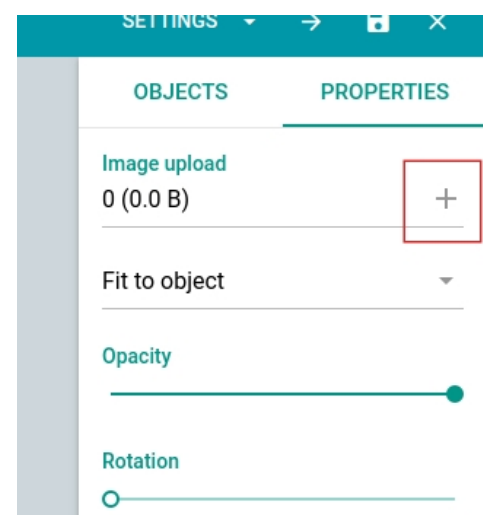 SETTINGS
OBJECTS PROPERTIES
Image upload
0 (0.0 B)
Fit to object
Opacity
Rotation